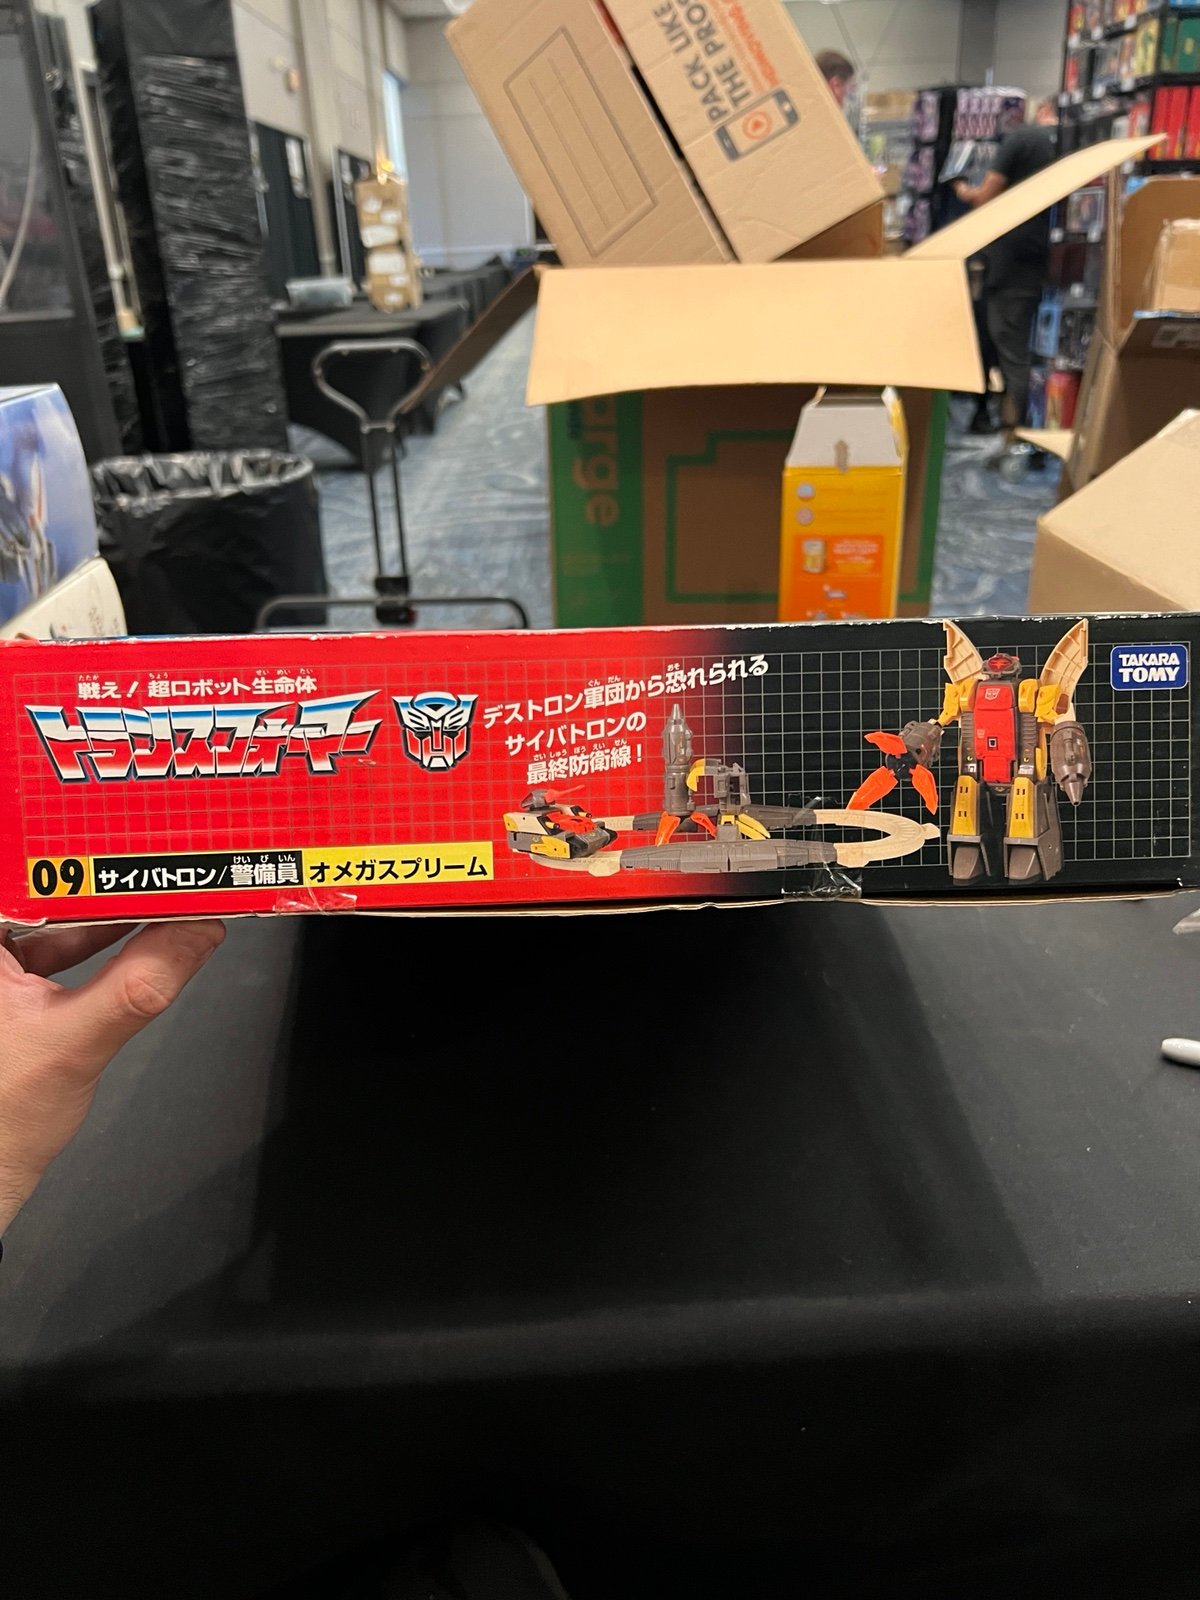 PACK LIKE
THE PROS
erge
戦え！超ロボット生命体
トランスフォーマー
デストロン軍団から恐れられる
サイバトロンの
最終防衛線！
TAKARA
TOMY
09 サイバトロン/警備員 オメガスプリーム